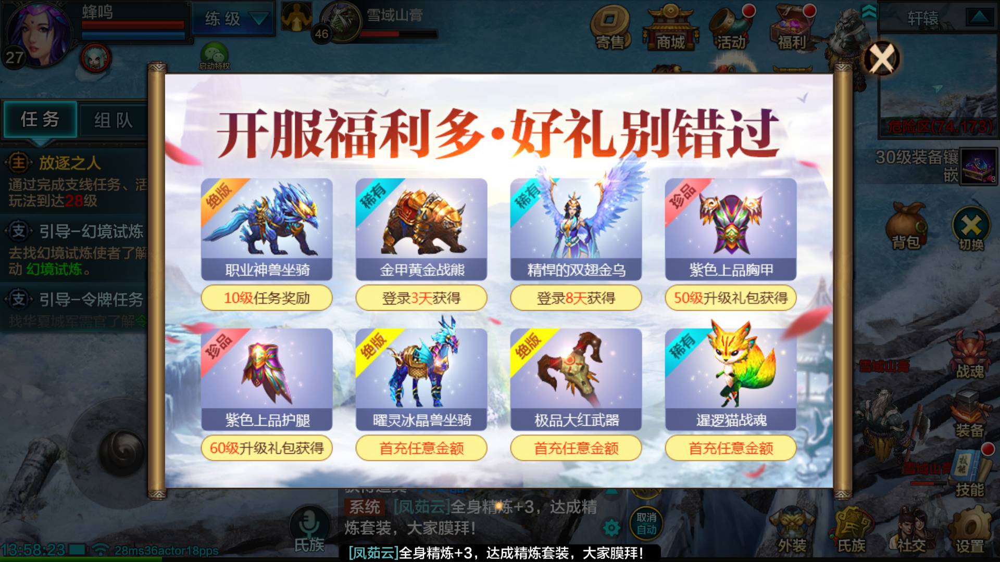 蜂鸣
27
练级
启动特权
46
雪域山膏
寄售
商城
活动
福利
轩辕
危险区(74.173)
任务
组队
主 放逐之人
通过完成支线任务、活
玩法到达28级
支 引导-幻境试炼
去找幻境试炼使者了解
动 幻境试炼。
支 引导-令牌任务
找华夏城军需官了解令
开服福利多·好礼别错过
绝版
稀有
稀有
珍品
职业神兽坐骑
金甲黄金战熊
精悍的双翅金乌
紫色上品胸甲
10级任务奖励
登录3天获得
登录8天获得
50级升级礼包获得
珍品
绝版
绝版
稀有
紫色上品护腿
曜灵冰晶兽坐骑
极品大红武器
暹逻猫战魂
60级升级礼包获得
首充任意金额
首充任意金额
首充任意金额
30级装备镶
嵌
3
背包
切换
雪域山膏
战魂
装备
雪域山膏
技能
技能
系统 [凤茹云]全身精炼+3，达成精
炼套装，大家膜拜！
取消
自动
氏族
外装
氏族
社交
设置
13:58:23
28ms36actor18pps
[凤茹云]全身精炼+3，达成精炼套装，大家膜拜！